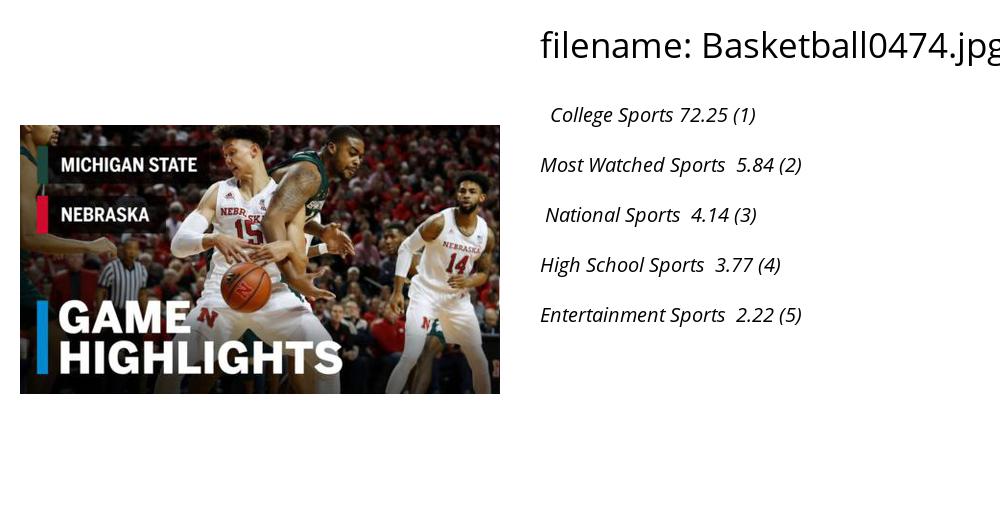 filename: Basketball0474.jpg
College Sports 72.25 (1)
MICHIGAN STATE
Most Watched Sports 5.84 (2)
NEBRASKA
National Sports 4.14 (3)
NEBRASKA
15
NEBRASKA
14
High School Sports 3.77 (4)
N
N
GAME
HIGHLIGHTS
Entertainment Sports 2.22 (5)